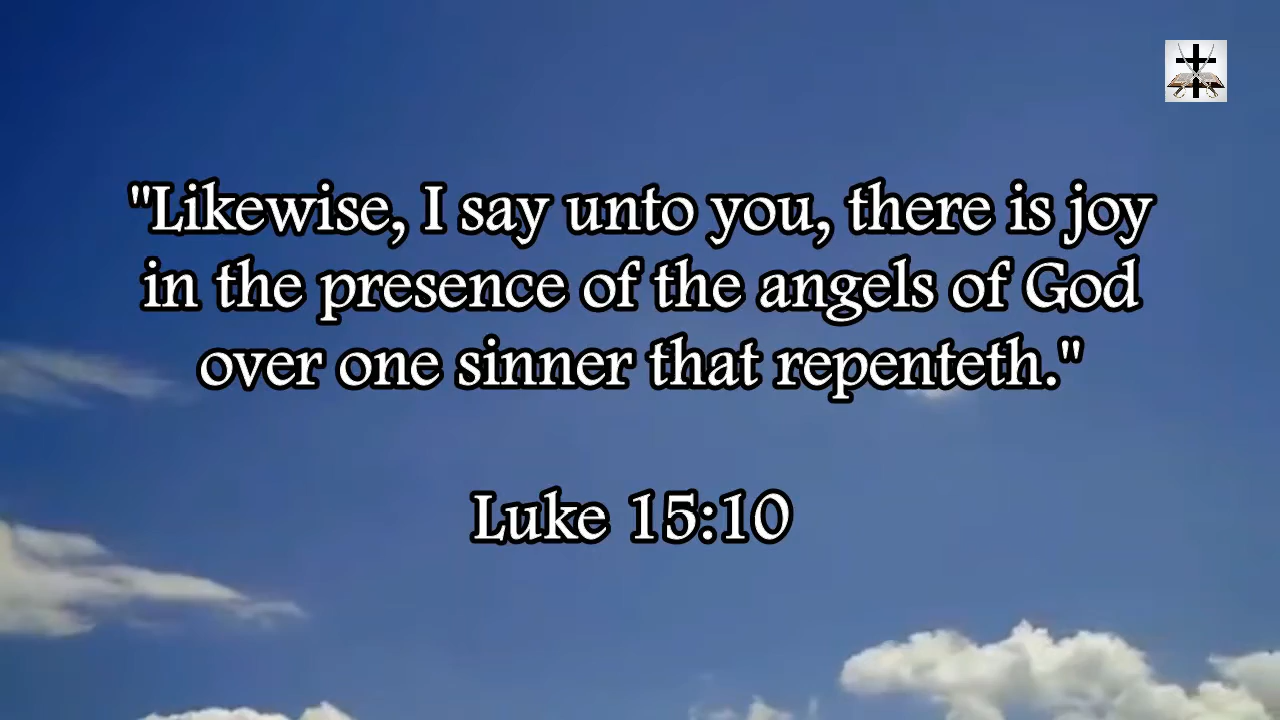 "Likewise, I say unto you, there is joy
in the presence of the angels of God
over one sinner that repenteth."
Luke 15:10